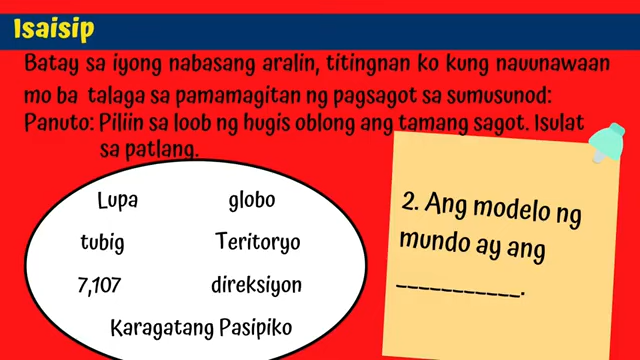 Isaisip
Batay sa iyong nabasang aralin, titingnan ko kung nauunawaan
mo ba talaga sa pamamagitan ng pagsagot sa sumusunod:
Panuto: Piliin sa loob ng hugis oblong ang tamang sagot. Isulat
sa patlang.
Lupa globo
tubig Teritoryo
7,107 direksiyon
Karagatang Pasipiko
2. Ang modelo ng
mundo ay ang
___________.